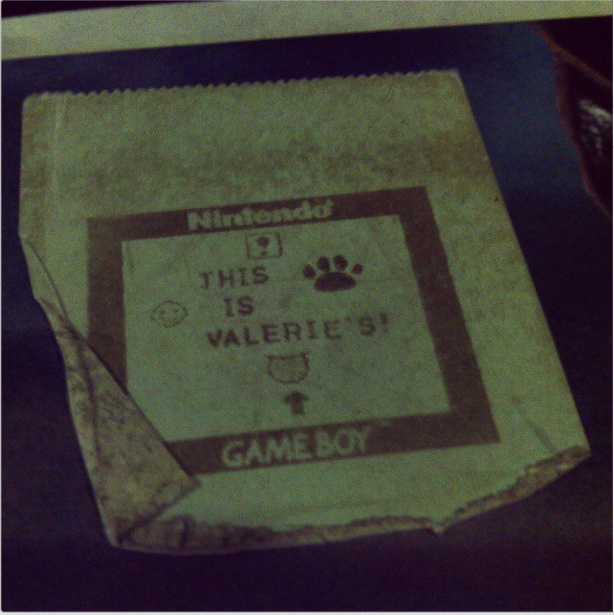 Nintendo
?
THIS
IS
VALERIE'S!
GAME BOY